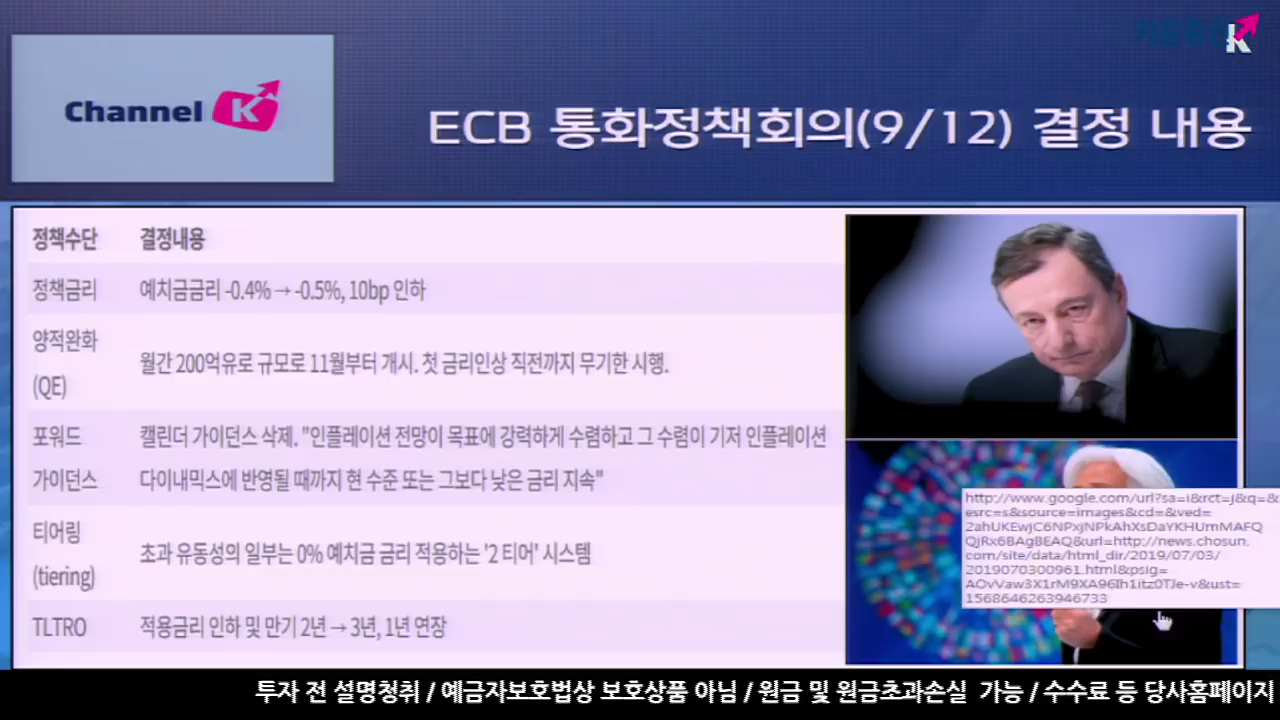 키움증권
K
Channel K
ECB 통화정책회의(9/12) 결정 내용
정책수단 결정내용
정책금리 예치금금리 -0.4% → -0.5%, 10bp 인하
양적완화
(QE)
월간 200억유로 규모로 11월부터 개시. 첫 금리인상 직전까지 무기한 시행.
포워드
가이던스
캘린더 가이던스 삭제. "인플레이션 전망이 목표에 강력하게 수렴하고 그 수렴이 기저 인플레이션
다이내믹스에 반영될 때까지 현 수준 또는 그보다 낮은 금리 지속"
티어링
(tiering)
초과 유동성의 일부는 0% 예치금 금리 적용하는 '2 티어' 시스템
TLTRO 적용금리 인하 및 만기 2년 → 3년, 1년 연장
http://www.google.com/url?sa=i&rct=j&q=&
esrc=s&source=images&cd=&ved=
2ahUKEwjC6NPxjNPkAhXsDaYKHUmMAFQ
QjRx6BAgBEAQ&url=http://news.chosun.
com/site/data/html_dir/2019/07/03/
2019070300961.html&psig=
AOvVaw3X1rM9XA96Ih1itz0TJe-v&ust=
1568646263946733
투자 전 설명청취 / 예금자보호법상 보호상품 아님 / 원금 및 원금초과손실 가능 / 수수료 등 당사홈페이지